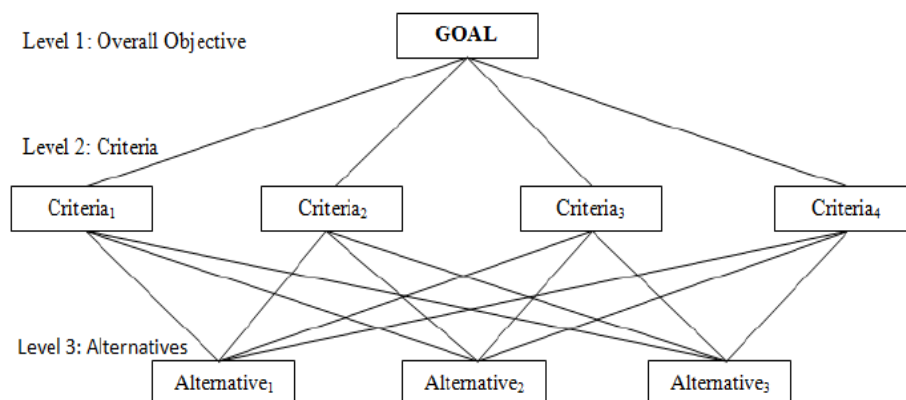 Level 1: Overall Objective
GOAL
Level 2: Criteria
Criteria₁
Criteria₂
Criteria₃
Criteria₄
Level 3: Alternatives
Alternative₁
Alternative₂
Alternative₃